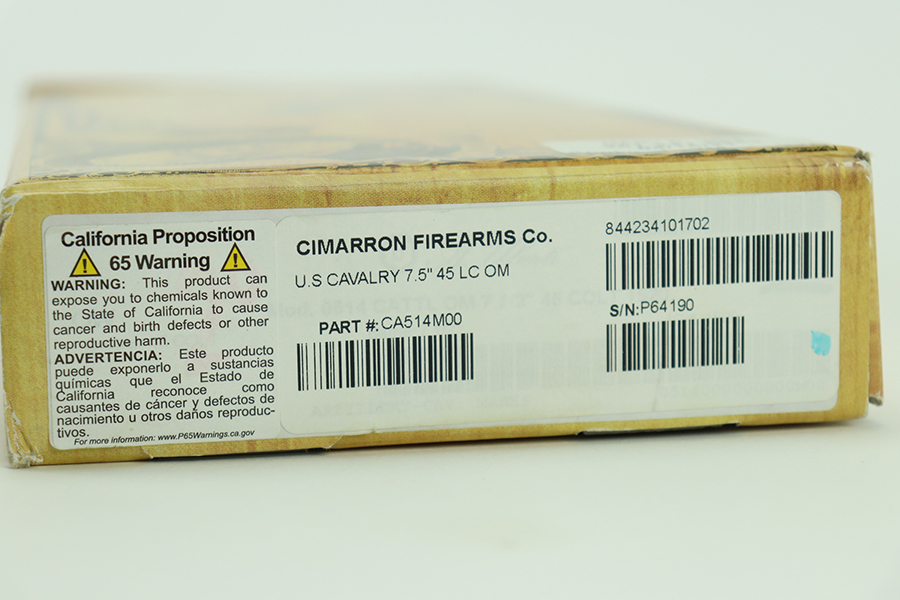 California Proposition
65 Warning
WARNING: This product can
expose you to chemicals known to
the State of California to cause
cancer and birth defects or other
reproductive harm.
ADVERTENCIA: Este producto
puede exponerlo a sustancias
químicas que el Estado de
California reconoce como
causantes de cáncer y defectos de
nacimiento u otros daños reproduc-
tivos.
For more information: www.P65Warnings.ca.gov
CIMARRON FIREARMS Co.
U.S CAVALRY 7.5" 45 LC OM
PART #:CA514M00
844234101702
S/N:P64190